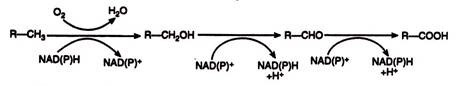 O₂ H₂O
R—CH₃ R—CH₂OH R—CHO R—COOH
NAD(P)H NAD(P)⁺ NAD(P)⁺ NAD(P)H NAD(P)⁺ NAD(P)H
+H⁺ +H⁺